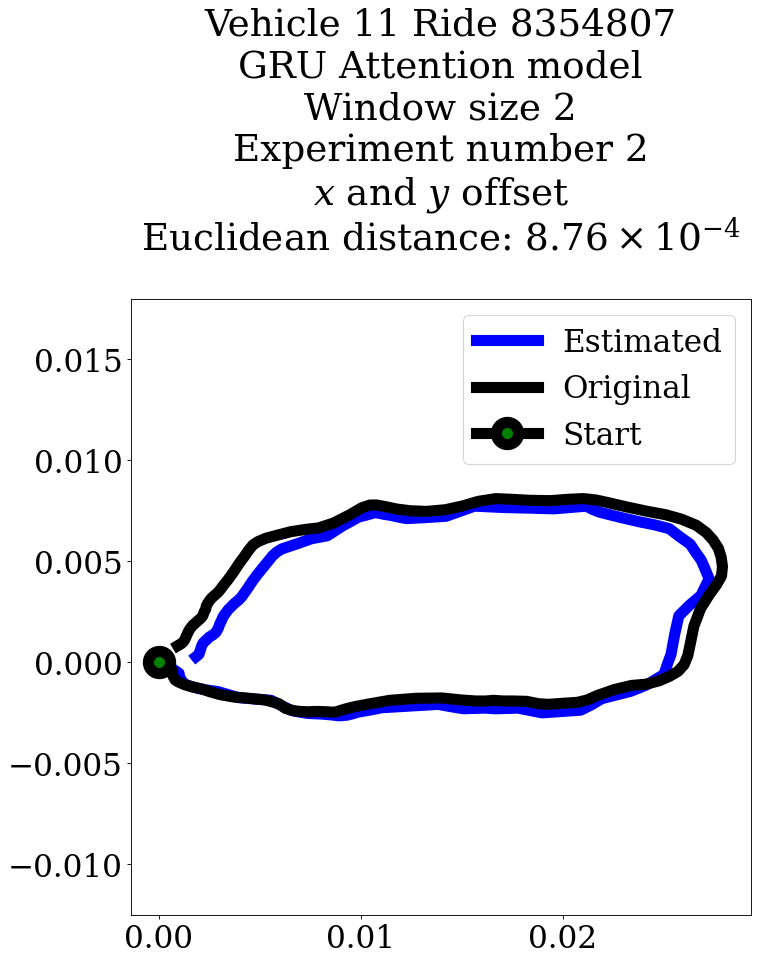 Vehicle 11 Ride 8354807
GRU Attention model
Window size 2
Experiment number 2
x and y offset
Euclidean distance: 8.76 × 10⁻⁴
Estimated
Original
Start
0.015
0.010
0.005
0.000
−0.005
−0.010
0.00 0.01 0.02